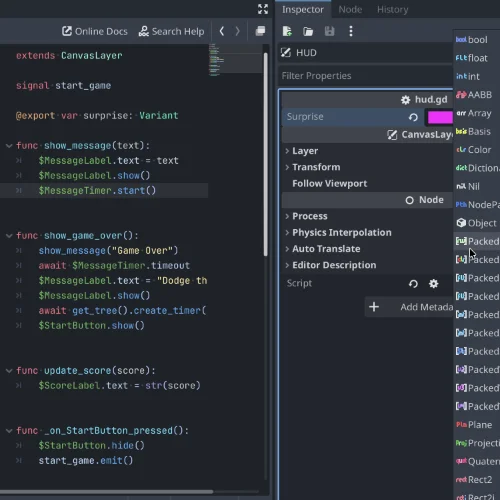 Inspector Node History
Online Docs Search Help
HUD
Filter Properties
extends CanvasLayer
signal start_game
@export var surprise: Variant
func show_message(text):
$MessageLabel.text = text
$MessageLabel.show()
$MessageTimer.start()
func show_game_over():
show_message("Game Over")
await $MessageTimer.timeout
$MessageLabel.text = "Dodge th
$MessageLabel.show()
await get_tree().create_timer(
$StartButton.show()
func update_score(score):
$ScoreLabel.text = str(score)
func _on_StartButton_pressed():
$StartButton.hide()
start_game.emit()
hud.gd
Surprise
CanvasLaye
Layer
Transform
Follow Viewport
Node
Process
Physics Interpolation
Auto Translate
Editor Description
Script
Add Metada
bool
float
int
AABB
Array
Basis
Color
Dictiona
Nil
NodePa
Object
Packed
Packed
Packed
Packed
Packed
Packed
Packed
Packed
Packed
Packed
Plane
Projecti
Quatern
Rect2
Rect2i